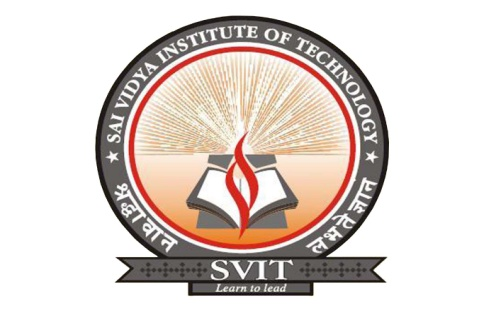 ★ SAI VIDYA INSTITUTE OF TECHNOLOGY ★
श्रद्धावान लभते ज्ञानं
SVIT
Learn to lead